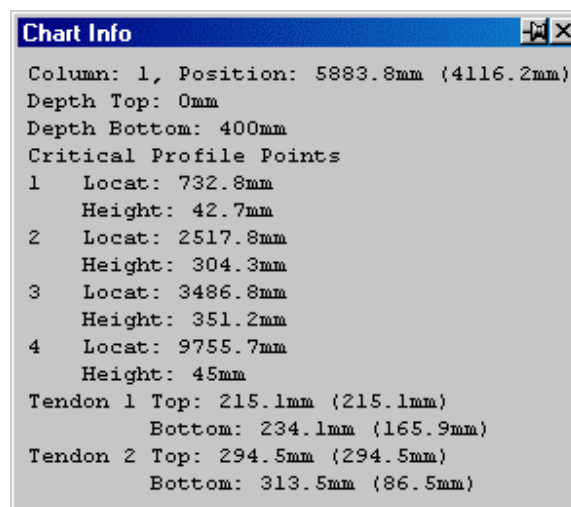 Chart Info
Column: 1, Position: 5883.8mm (4116.2mm)
Depth Top: 0mm
Depth Bottom: 400mm
Critical Profile Points
1 Locat: 732.8mm
Height: 42.7mm
2 Locat: 2517.8mm
Height: 304.3mm
3 Locat: 3486.8mm
Height: 351.2mm
4 Locat: 9755.7mm
Height: 45mm
Tendon 1 Top: 215.1mm (215.1mm)
Bottom: 234.1mm (165.9mm)
Tendon 2 Top: 294.5mm (294.5mm)
Bottom: 313.5mm (86.5mm)